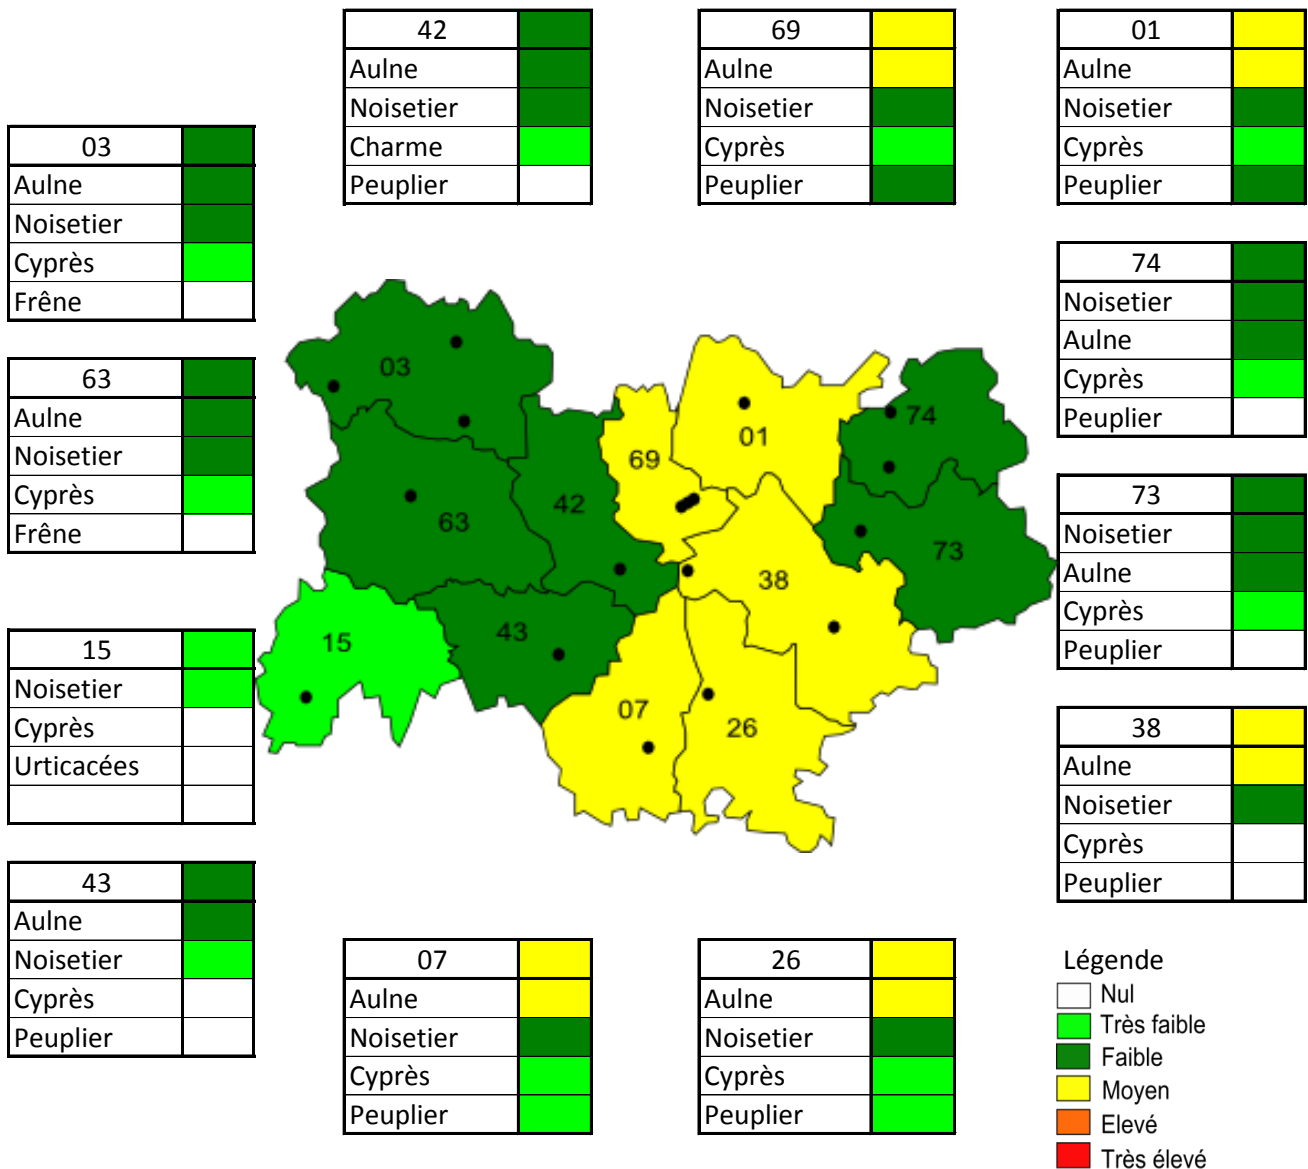 42
Aulne
Noisetier
Charme
Peuplier
69
Aulne
Noisetier
Cyprès
Peuplier
01
Aulne
Noisetier
Cyprès
Peuplier
03
Aulne
Noisetier
Cyprès
Frêne
63
Aulne
Noisetier
Cyprès
Frêne
15
Noisetier
Cyprès
Urticacées
43
Aulne
Noisetier
Cyprès
Peuplier
03
63
42
69
01
74
73
38
15
43
07
26
74
Noisetier
Aulne
Cyprès
Peuplier
73
Noisetier
Aulne
Cyprès
Peuplier
38
Aulne
Noisetier
Cyprès
Peuplier
07
Aulne
Noisetier
Cyprès
Peuplier
26
Aulne
Noisetier
Cyprès
Peuplier
Légende
Nul
Très faible
Faible
Moyen
Elevé
Très élevé